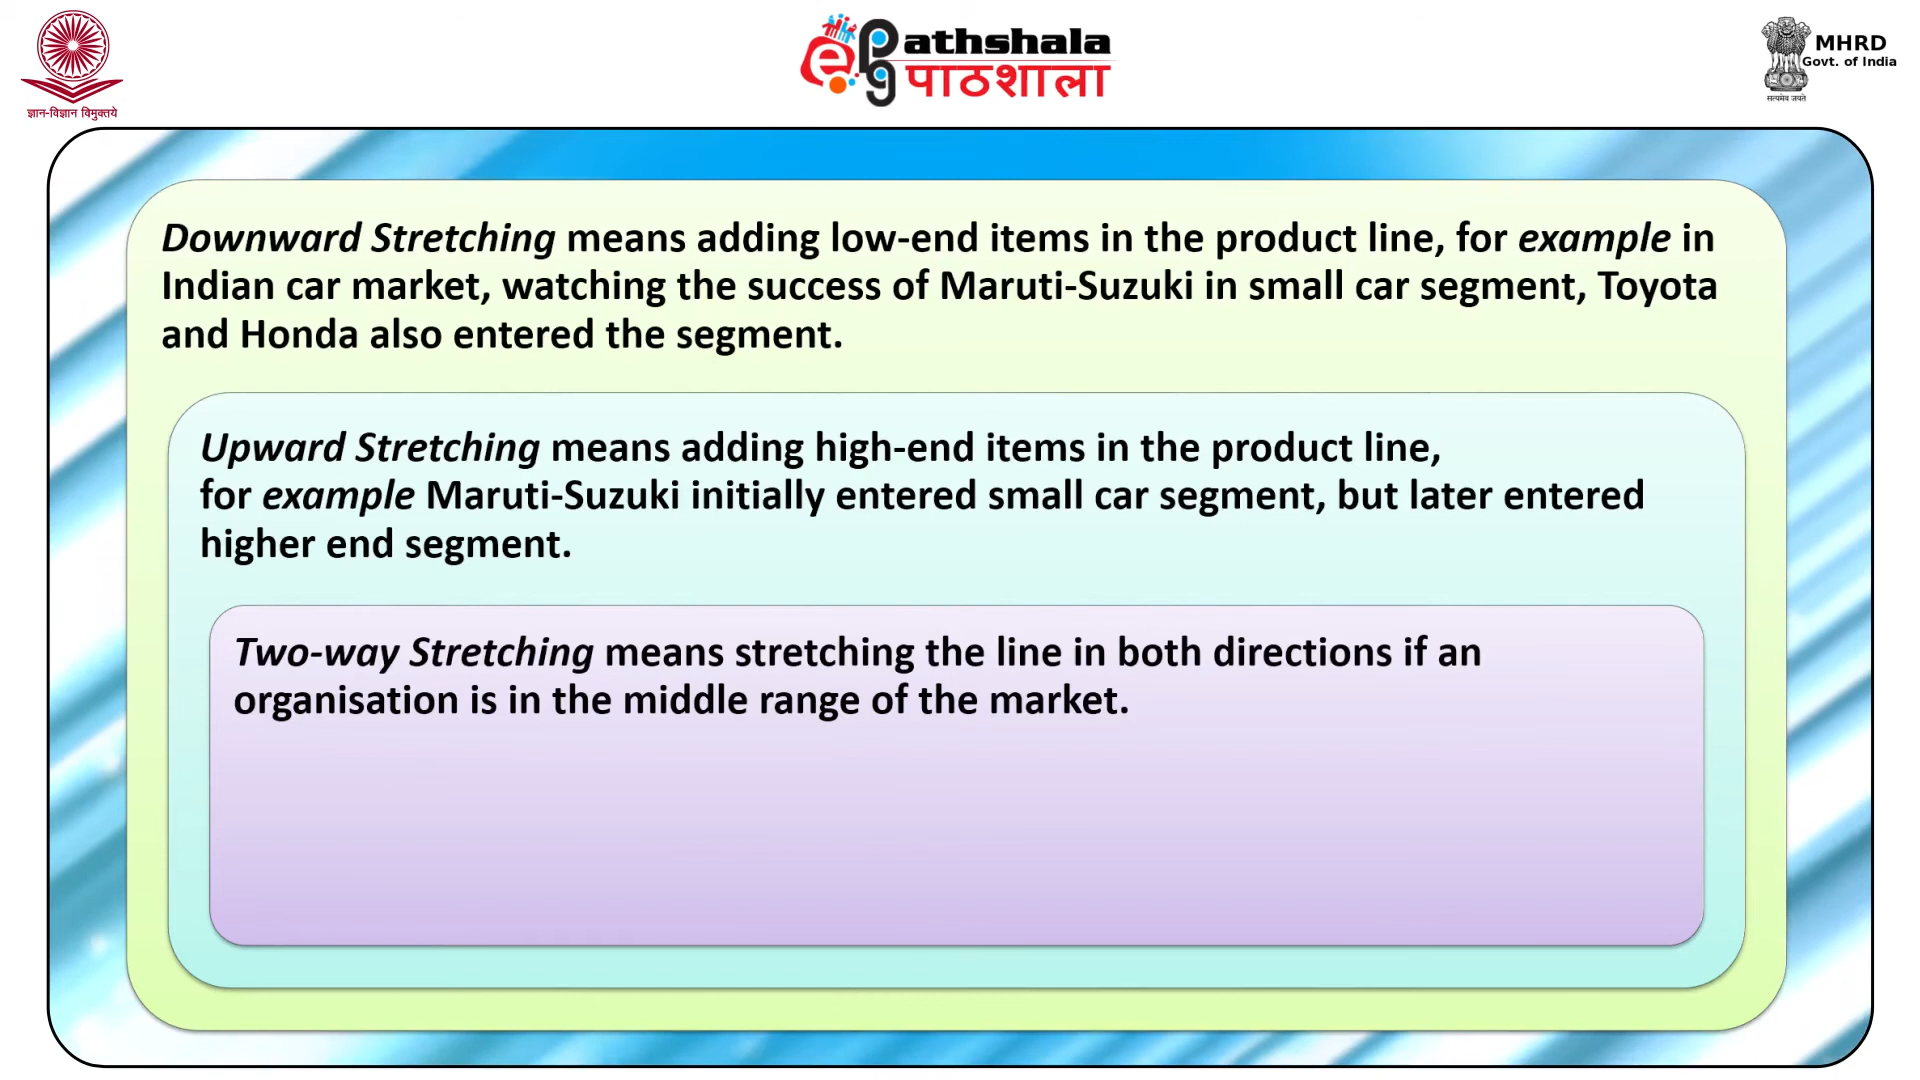 ज्ञान-विज्ञान विमुक्तये
e PG athshala
पाठशाला
MHRD
Govt. of India
सत्यमेव जयते
Downward Stretching means adding low-end items in the product line, for example in
Indian car market, watching the success of Maruti-Suzuki in small car segment, Toyota
and Honda also entered the segment.
Upward Stretching means adding high-end items in the product line,
for example Maruti-Suzuki initially entered small car segment, but later entered
higher end segment.
Two-way Stretching means stretching the line in both directions if an
organisation is in the middle range of the market.